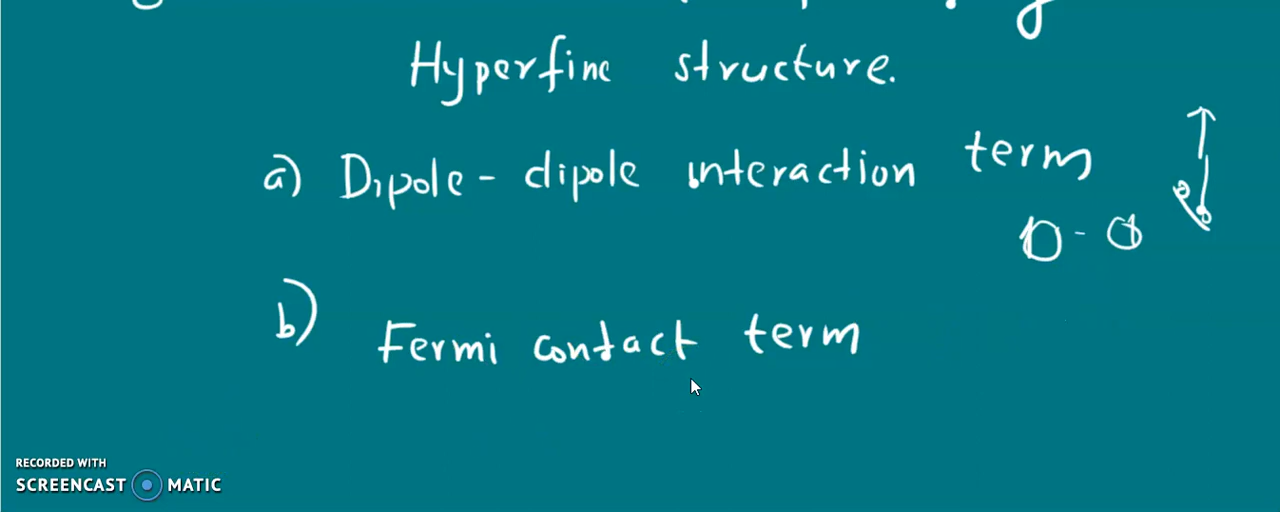 Hyperfine structure.
a) Dipole - dipole interaction term
b) Fermi contact term
RECORDED WITH
SCREENCAST MATIC